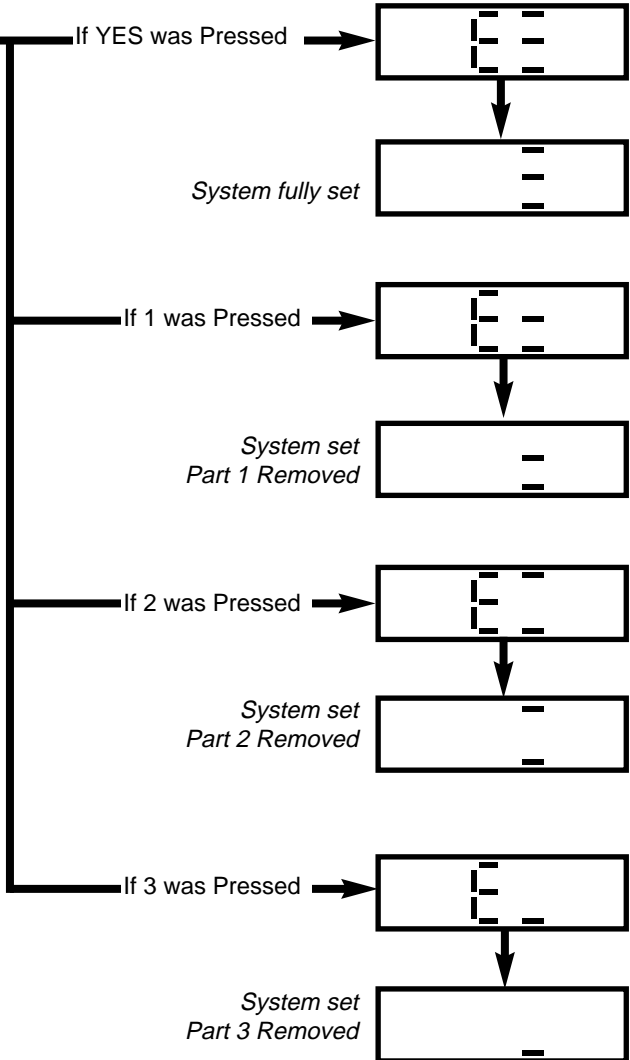 If YES was Pressed
System fully set
If 1 was Pressed
System set
Part 1 Removed
If 2 was Pressed
System set
Part 2 Removed
If 3 was Pressed
System set
Part 3 Removed